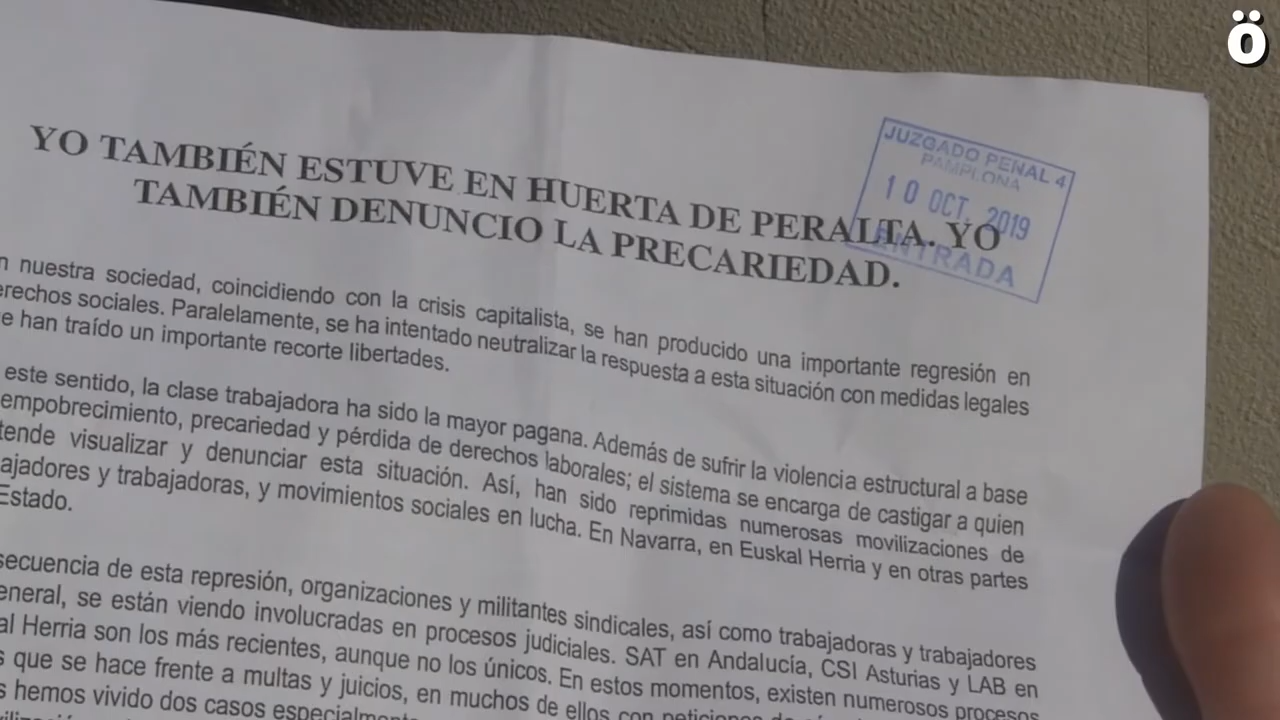 Ö
JUZGADO PENAL 4
PAMPLONA
10 OCT. 2019
ENTRADA
YO TAMBIÉN ESTUVE EN HUERTA DE PERALTA. YO
TAMBIÉN DENUNCIO LA PRECARIEDAD.
n nuestra sociedad, coincidiendo con la crisis capitalista, se han producido una importante regresión en
erechos sociales. Paralelamente, se ha intentado neutralizar la respuesta a esta situación con medidas legales
e han traído un importante recorte libertades.
este sentido, la clase trabajadora ha sido la mayor pagana. Además de sufrir la violencia estructural a base
empobrecimiento, precariedad y pérdida de derechos laborales; el sistema se encarga de castigar a quien
tende visualizar y denunciar esta situación. Así, han sido reprimidas numerosas movilizaciones de
ajadores y trabajadoras, y movimientos sociales en lucha. En Navarra, en Euskal Herria y en otras partes
Estado.
secuencia de esta represión, organizaciones y militantes sindicales, así como trabajadoras y trabajadores
eneral, se están viendo involucradas en procesos judiciales. SAT en Andalucía, CSI Asturias y LAB en
al Herria son los más recientes, aunque no los únicos. En estos momentos, existen numerosos procesos
s que se hace frente a multas y juicios, en muchos de ellos con peticiones de
s hemos vivido dos casos especialment